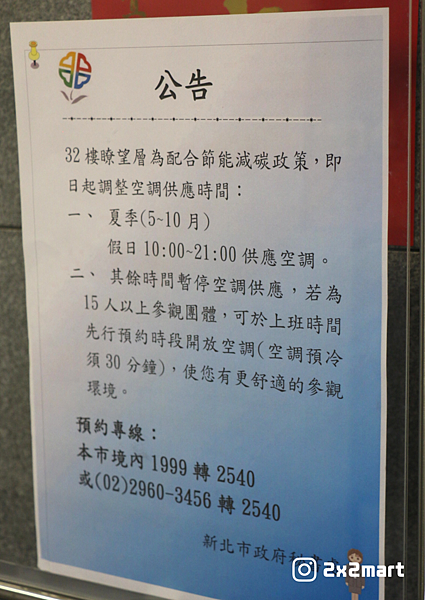 公告
32樓瞭望層為配合節能減碳政策，即
日起調整空調供應時間：
一、 夏季(5~10月)
假日10:00~21:00供應空調。
二、 其餘時間暫停空調供應，若為
15人以上參觀團體，可於上班時間
先行預約時段開放空調(空調預冷
須30分鐘)，使您有更舒適的參觀
環境。
預約專線：
本市境內1999轉2540
或(02)2960-3456轉2540
新北市政府秘書處
2x2mart